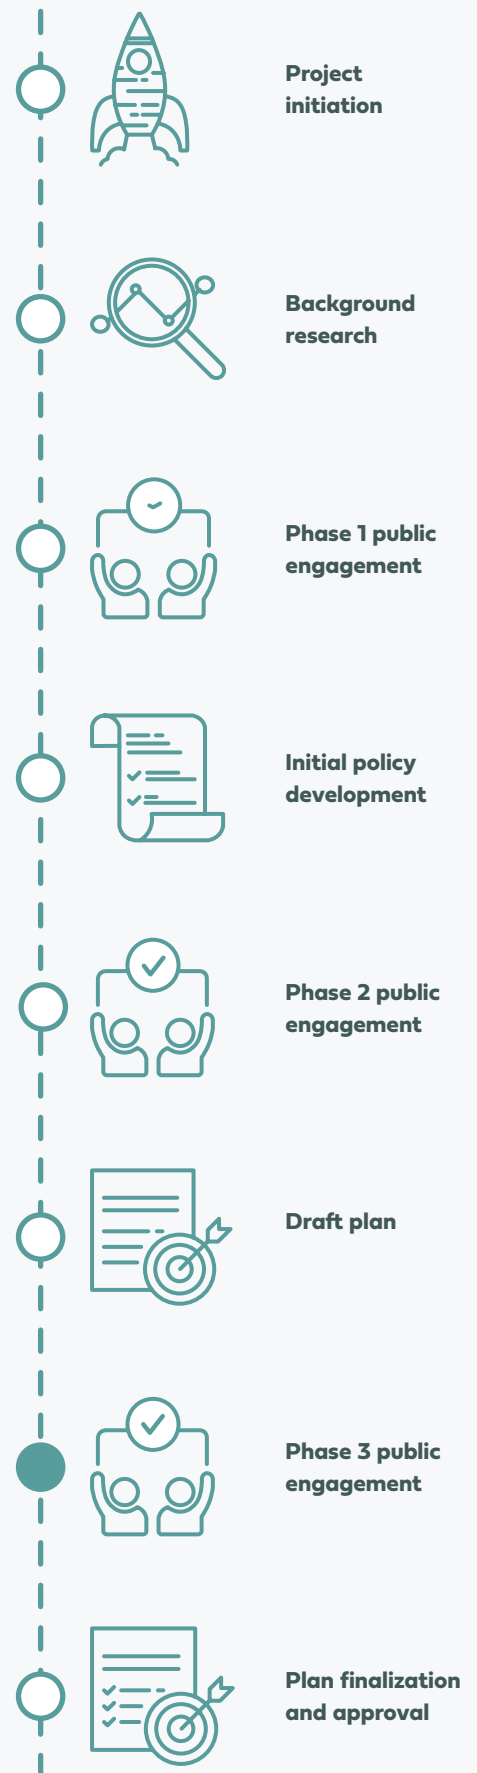 Project
initiation
Background
research
Phase 1 public
engagement
Initial policy
development
Phase 2 public
engagement
Draft plan
Phase 3 public
engagement
Plan finalization
and approval